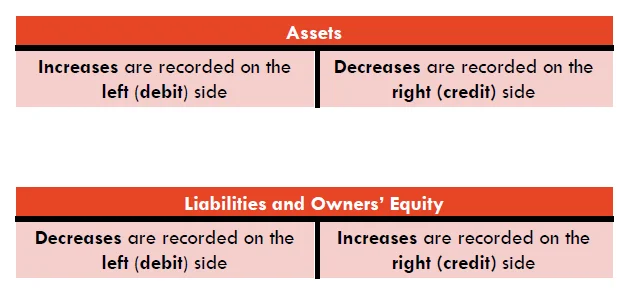 Assets
Increases are recorded on the
left (debit) side
Decreases are recorded on the
right (credit) side
Liabilities and Owners’ Equity
Decreases are recorded on the
left (debit) side
Increases are recorded on the
right (credit) side